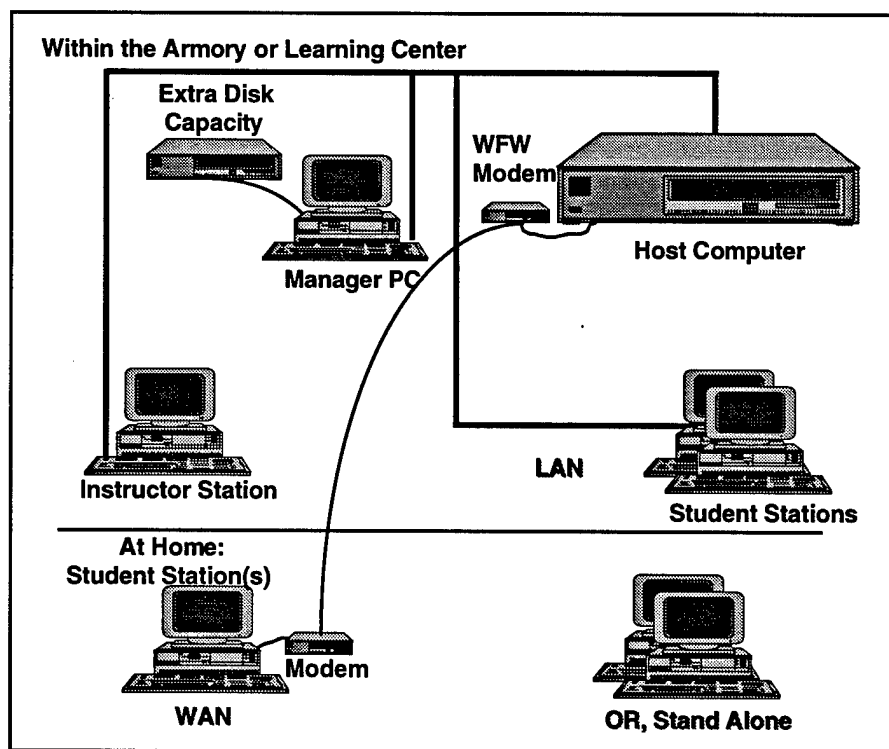 Within the Armory or Learning Center
Extra Disk
Capacity
WFW
Modem
Manager PC
Host Computer
Instructor Station
LAN
Student Stations
At Home:
Student Station(s)
Modem
WAN
OR, Stand Alone